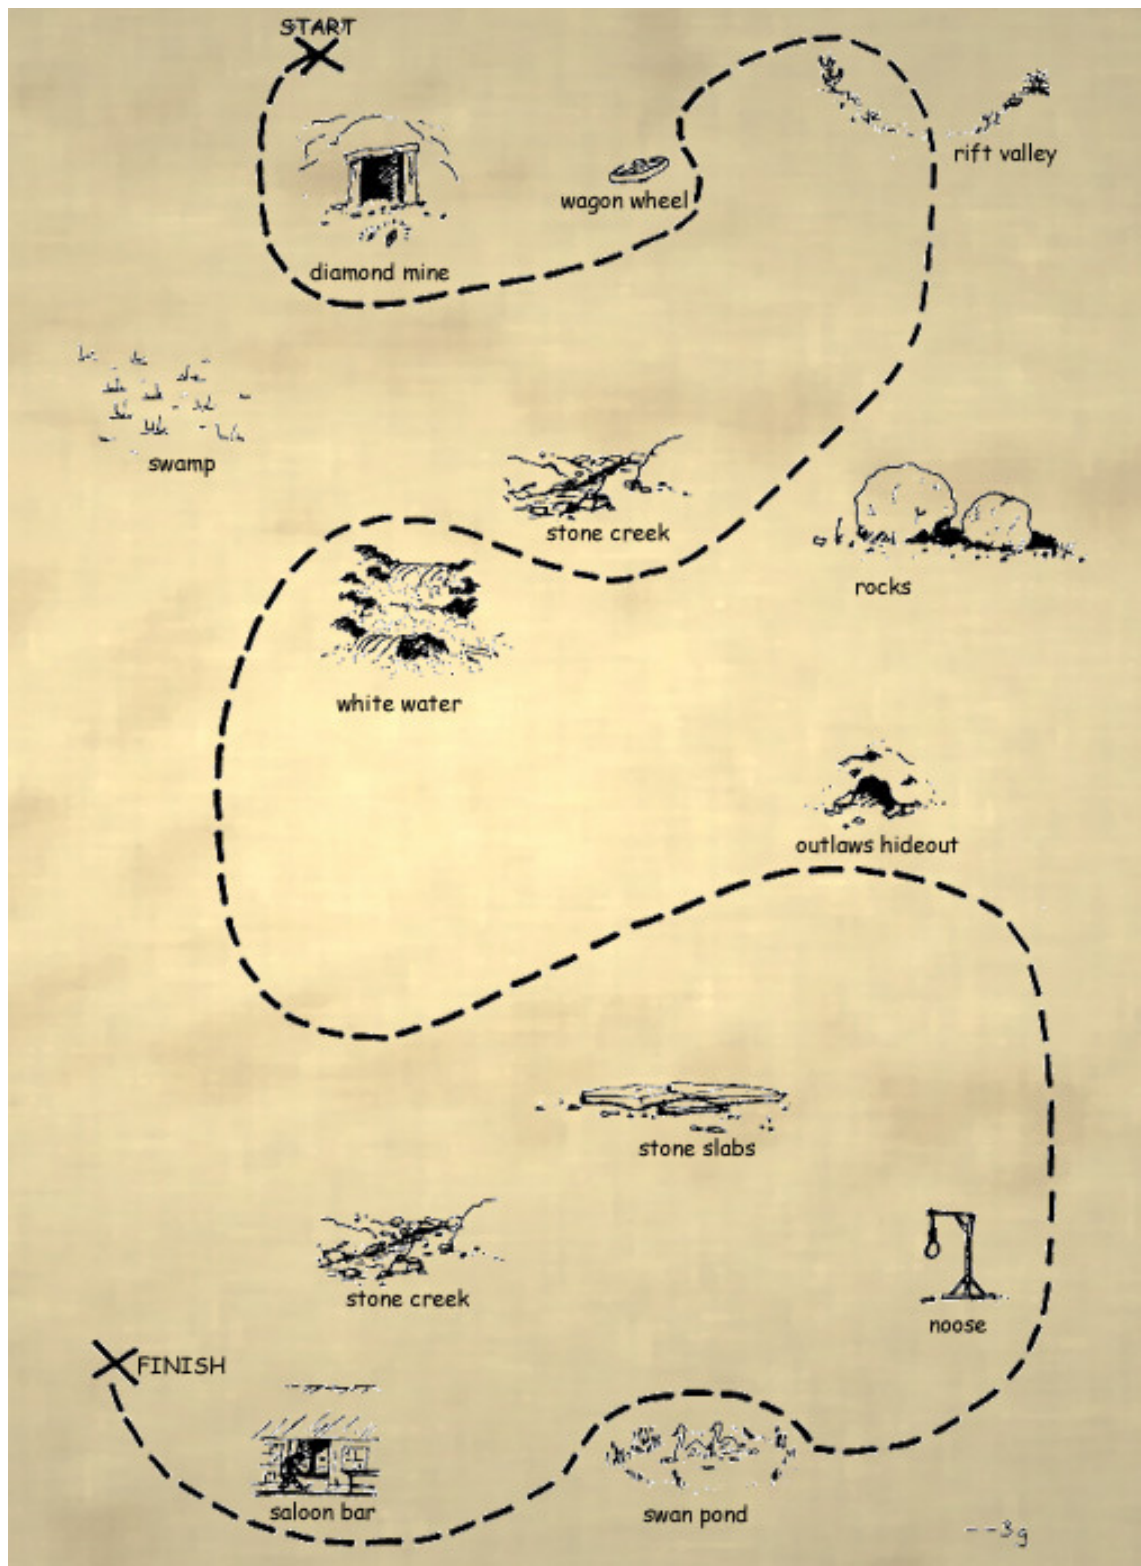 START
rift valley
wagon wheel
diamond mine
swamp
stone creek
rocks
white water
outlaws hideout
stone slabs
stone creek
noose
FINISH
saloon bar
swan pond
--3g